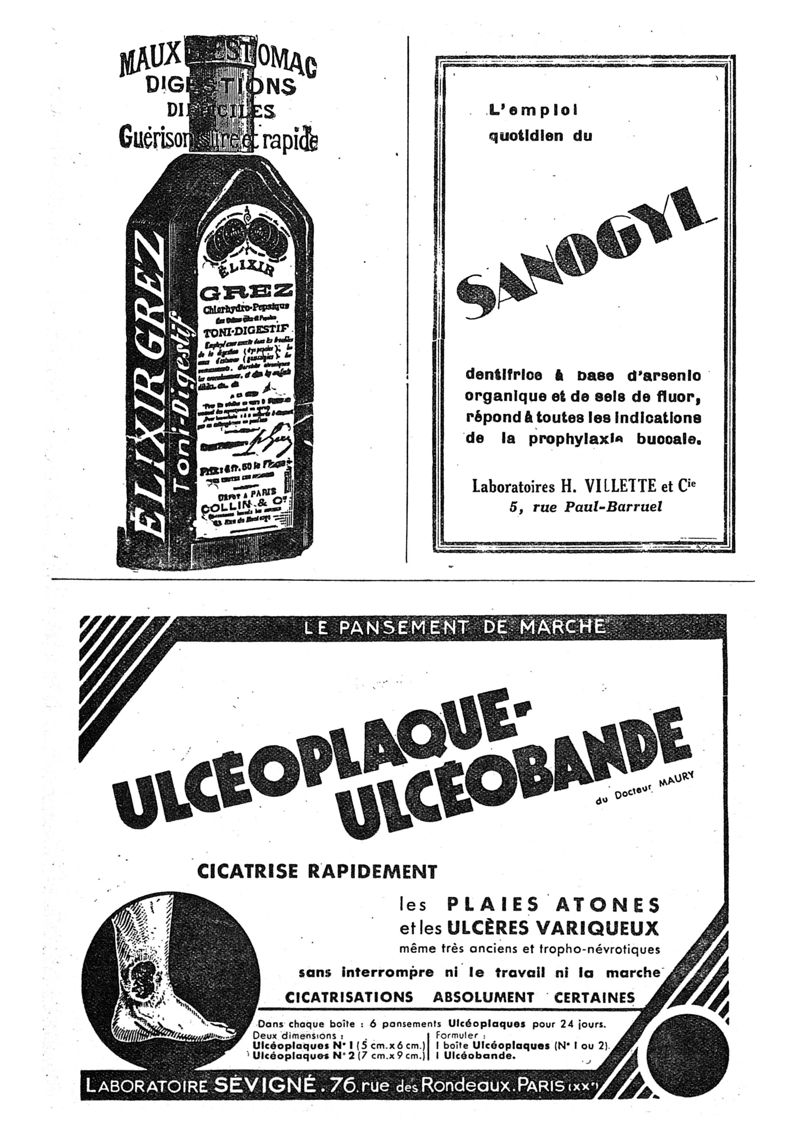 MAUX D'ESTOMAC
DIGESTIONS
DIFFICILES
Guérison sûre et rapide
ÉLIXIR GREZ
Toni-Digestif
ÉLIXIR
GREZ
Chlorhydro-Pepsique
TONI-DIGESTIF
Prix: 4 fr. 50 le Flacon
DÉPOT A PARIS
COLLIN & Cie
L'emploi
quotidien du
SANOGYL
dentifrice à base d'arsenic
organique et de sels de fluor,
répond à toutes les indications
de la prophylaxie buccale.
Laboratoires H. VILLETTE et Cie
5, rue Paul-Barruel
LE PANSEMENT DE MARCHE
ULCÉOPLAQUE-
ULCÉOBANDE
du Docteur MAURY
CICATRISE RAPIDEMENT
les PLAIES ATONES
et les ULCÈRES VARIQUEUX
même très anciens et tropho-névrotiques
sans interrompre ni le travail ni la marche
CICATRISATIONS ABSOLUMENT CERTAINES
Dans chaque boîte : 6 pansements Ulcéoplaques pour 24 jours.
Deux dimensions :
Ulcéoplaques N° 1 (5 cm. x 6 cm.)
Ulcéoplaques N° 2 (7 cm. x 9 cm.)
Formuler :
1 boîte Ulcéoplaques (N° 1 ou 2).
1 Ulcéobande.
LABORATOIRE SÉVIGNÉ. 76. rue des Rondeaux. PARIS (XXe)